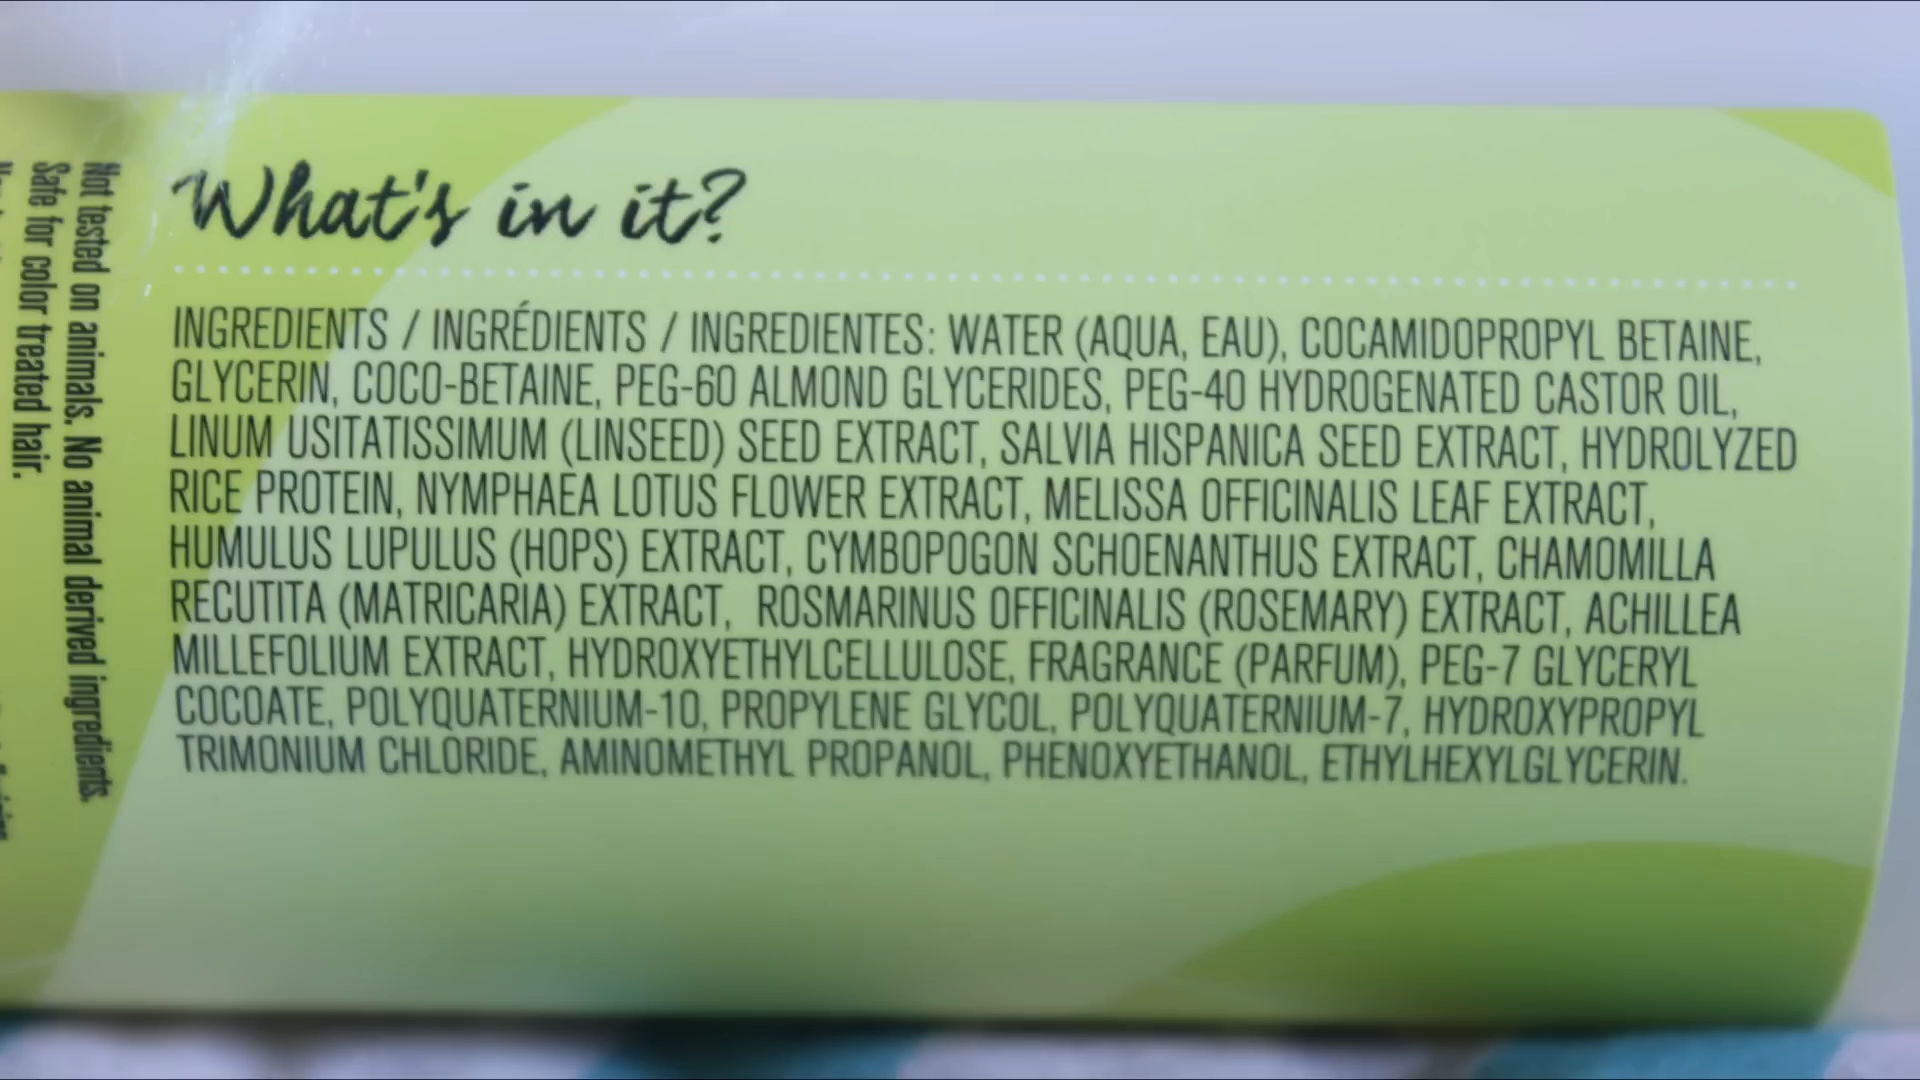 What's in it?
INGREDIENTS / INGRÉDIENTS / INGREDIENTES: WATER (AQUA, EAU), COCAMIDOPROPYL BETAINE,
GLYCERIN, COCO-BETAINE, PEG-60 ALMOND GLYCERIDES, PEG-40 HYDROGENATED CASTOR OIL,
LINUM USITATISSIMUM (LINSEED) SEED EXTRACT, SALVIA HISPANICA SEED EXTRACT, HYDROLYZED
RICE PROTEIN, NYMPHAEA LOTUS FLOWER EXTRACT, MELISSA OFFICINALIS LEAF EXTRACT,
HUMULUS LUPULUS (HOPS) EXTRACT, CYMBOPOGON SCHOENANTHUS EXTRACT, CHAMOMILLA
RECUTITA (MATRICARIA) EXTRACT, ROSMARINUS OFFICINALIS (ROSEMARY) EXTRACT, ACHILLEA
MILLEFOLIUM EXTRACT, HYDROXYETHYLCELLULOSE, FRAGRANCE (PARFUM), PEG-7 GLYCERYL
COCOATE, POLYQUATERNIUM-10, PROPYLENE GLYCOL, POLYQUATERNIUM-7, HYDROXYPROPYL
TRIMONIUM CHLORIDE, AMINOMETHYL PROPANOL, PHENOXYETHANOL, ETHYLHEXYLGLYCERIN.
Not tested on animals. No animal derived ingredients.
Safe for color treated hair.